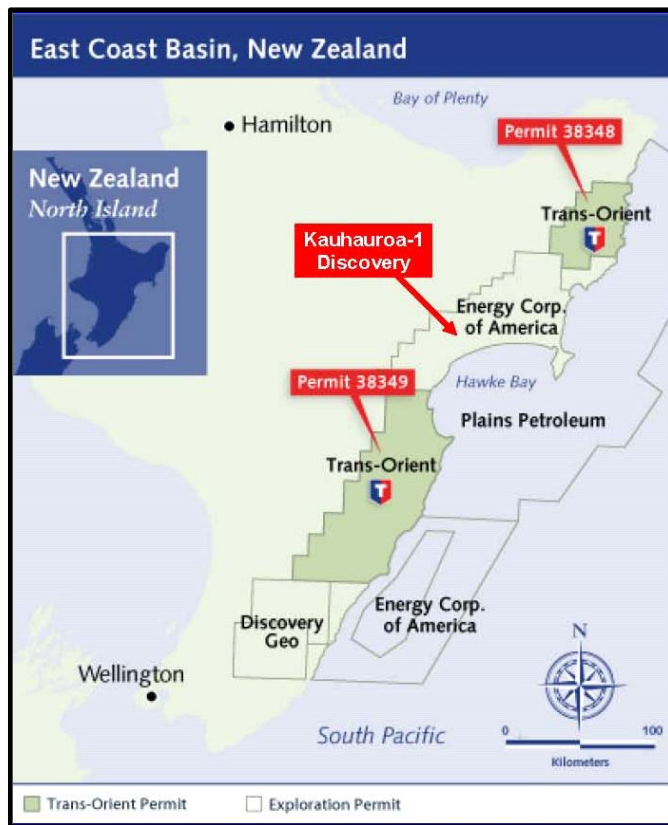 East Coast Basin, New Zealand
Bay of Plenty
Hamilton
Permit 38348
New Zealand
North Island
Trans-Orient
T
Kauhauroa-1
Discovery
Energy Corp.
of America
Permit 38349
Hawke Bay
Plains Petroleum
Trans-Orient
T
Energy Corp.
of America
Discovery
Geo
N
Wellington
South Pacific
0 100
Kilometers
Trans-Orient Permit Exploration Permit